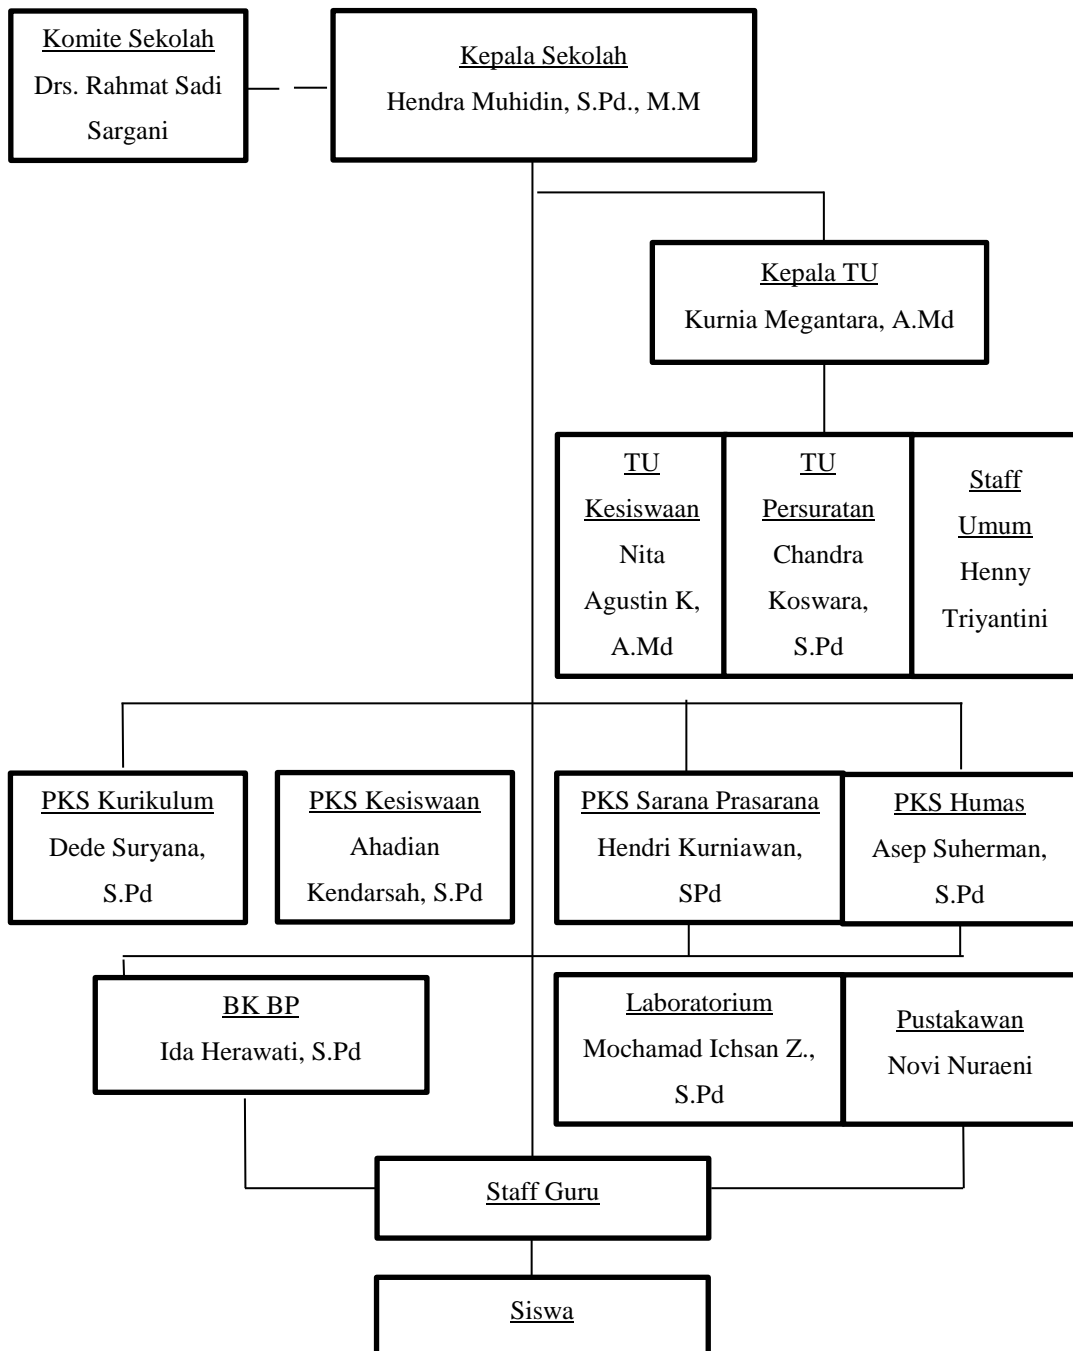 Komite Sekolah
Drs. Rahmat Sadi
Sargani
Kepala Sekolah
Hendra Muhidin, S.Pd., M.M
Kepala TU
Kurnia Megantara, A.Md
TU
Kesiswaan
Nita
Agustin K,
A.Md
TU
Persuratan
Chandra
Koswara,
S.Pd
Staff
Umum
Henny
Triyantini
PKS Kurikulum
Dede Suryana,
S.Pd
PKS Kesiswaan
Ahadian
Kendarsah, S.Pd
PKS Sarana Prasarana
Hendri Kurniawan,
SPd
PKS Humas
Asep Suherman,
S.Pd
BK BP
Ida Herawati, S.Pd
Laboratorium
Mochamad Ichsan Z.,
S.Pd
Pustakawan
Novi Nuraeni
Staff Guru
Siswa